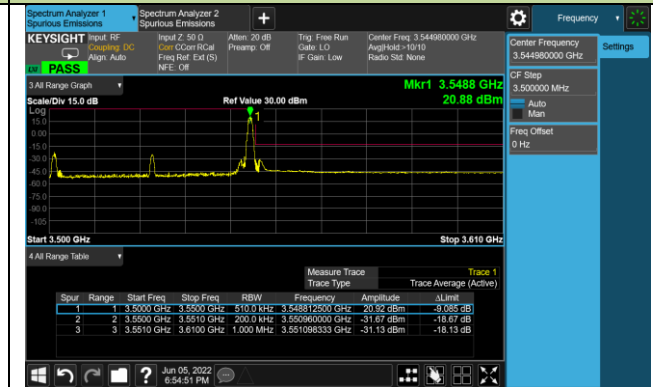 Spectrum Analyzer 1
Spurious Emissions
Spectrum Analyzer 2
Spurious Emissions
+
Frequency
KEYSIGHT
Input: RF
Coupling: DC
Align: Auto
Input Z: 50 Ω
Corr CCorr RCal
Freq Ref: Ext (S)
NFE: Off
Atten: 20 dB
Preamp: Off
Trig: Free Run
Gate: LO
IF Gain: Low
Center Freq: 3.544980000 GHz
Avg|Hold:>10/10
Radio Std: None
PASS
Center Frequency
3.544980000 GHz
Settings
CF Step
3.500000 MHz
Auto
Man
Freq Offset
0 Hz
3 All Range Graph
Mkr1 3.5488 GHz
20.88 dBm
Scale/Div 15.0 dB
Ref Value 30.00 dBm
Log
15.0
0.00
-15.0
-30.0
-45.0
-60.0
-75.0
-90.0
-105
1
Start 3.500 GHz
Stop 3.610 GHz
4 All Range Table
Measure Trace Trace 1
Trace Type Trace Average (Active)
Spur Range Start Freq Stop Freq RBW Frequency Amplitude ΔLimit
1 1 3.5000 GHz 3.5500 GHz 510.0 kHz 3.548812500 GHz 20.92 dBm -9.085 dB
2 2 3.5500 GHz 3.5510 GHz 200.0 kHz 3.550960000 GHz -31.67 dBm -18.67 dB
3 3 3.5510 GHz 3.6100 GHz 1.000 MHz 3.551098333 GHz -31.13 dBm -18.13 dB
?
Jun 05, 2022
6:54:51 PM